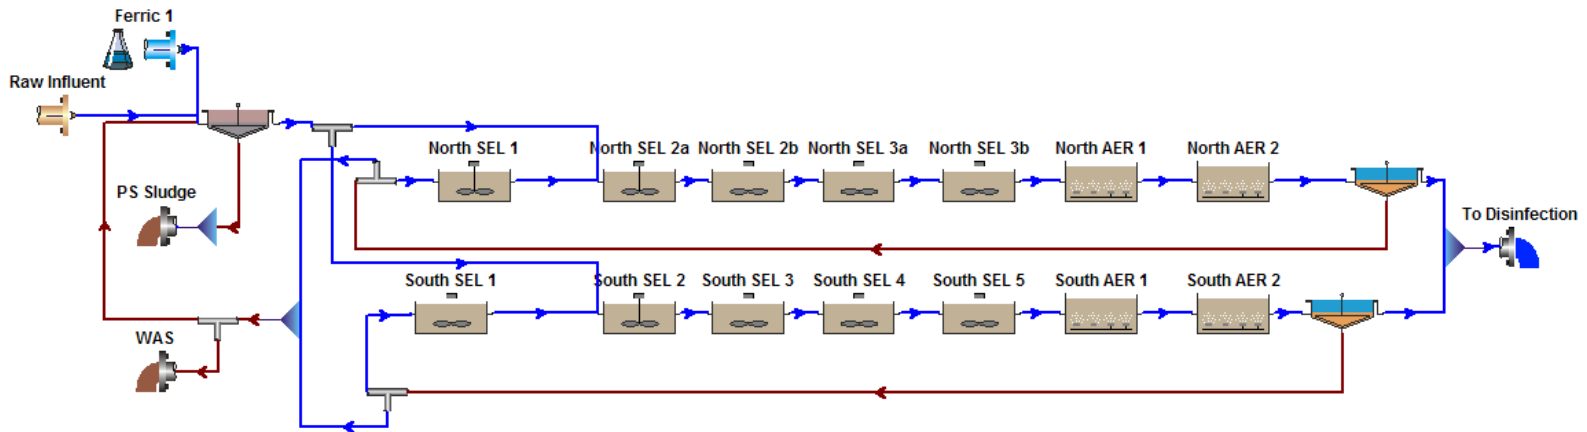 Ferric 1
Raw Influent
North SEL 1
North SEL 2a
North SEL 2b
North SEL 3a
North SEL 3b
North AER 1
North AER 2
PS Sludge
To Disinfection
South SEL 1
South SEL 2
South SEL 3
South SEL 4
South SEL 5
South AER 1
South AER 2
WAS